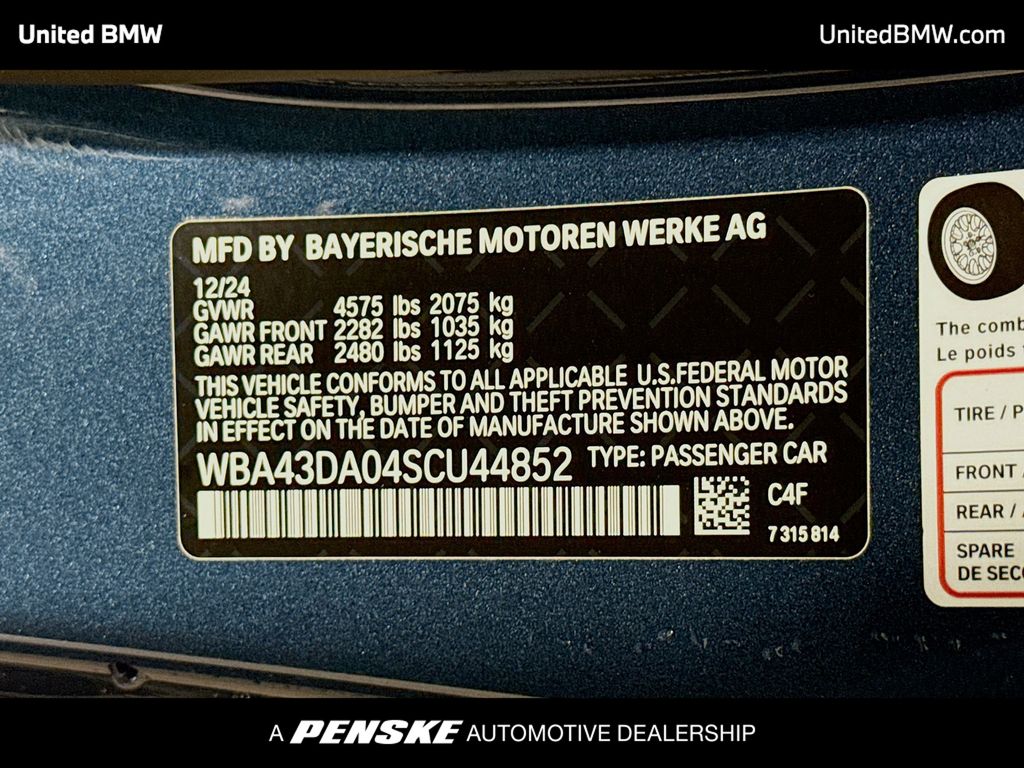 United BMW
UnitedBMW.com
MFD BY BAYERISCHE MOTOREN WERKE AG
12/24
GVWR 4575 lbs 2075 kg
GAWR FRONT 2282 lbs 1035 kg
GAWR REAR 2480 lbs 1125 kg
THIS VEHICLE CONFORMS TO ALL APPLICABLE U.S.FEDERAL MOTOR
VEHICLE SAFETY, BUMPER AND THEFT PREVENTION STANDARDS
IN EFFECT ON THE DATE OF MANUFACTURE SHOWN ABOVE.
WBA43DA04SCU44852 TYPE: PASSENGER CAR
C4F
7 315 814
The comb
Le poids
TIRE / P
FRONT
REAR /
SPARE
DE SECO
A PENSKE AUTOMOTIVE DEALERSHIP